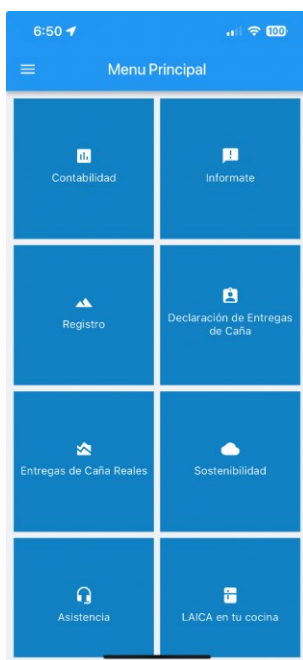 6:50
100
Menu Principal
Contabilidad
Informate
Registro
Declaración de Entregas
de Caña
Entregas de Caña Reales
Sostenibilidad
Asistencia
LAICA en tu cocina